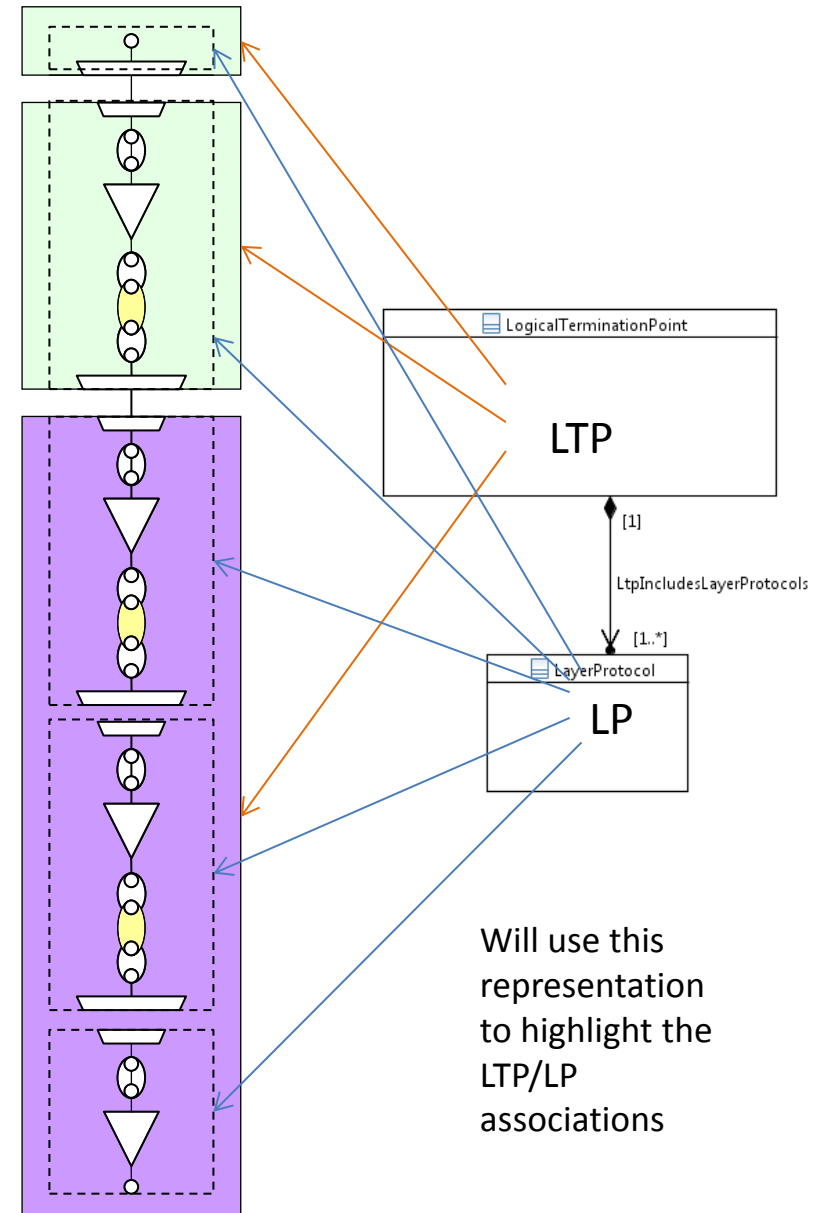 LogicalTerminationPoint
LTP
[1]
LtpIncludesLayerProtocols
[1..*]
LayerProtocol
LP
Will use this
representation
to highlight the
LTP/LP
associations